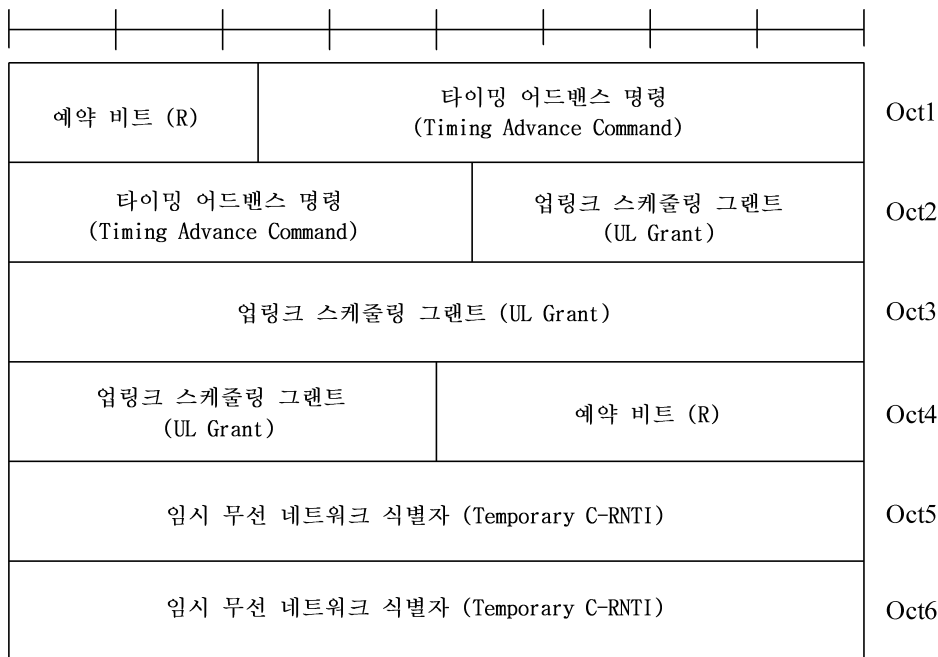 예약 비트 (R)
타이밍 어드밴스 명령
(Timing Advance Command)
Oct1
타이밍 어드밴스 명령
(Timing Advance Command)
업링크 스케줄링 그랜트
(UL Grant)
Oct2
업링크 스케줄링 그랜트 (UL Grant)
Oct3
업링크 스케줄링 그랜트
(UL Grant)
예약 비트 (R)
Oct4
임시 무선 네트워크 식별자 (Temporary C-RNTI)
Oct5
임시 무선 네트워크 식별자 (Temporary C-RNTI)
Oct6